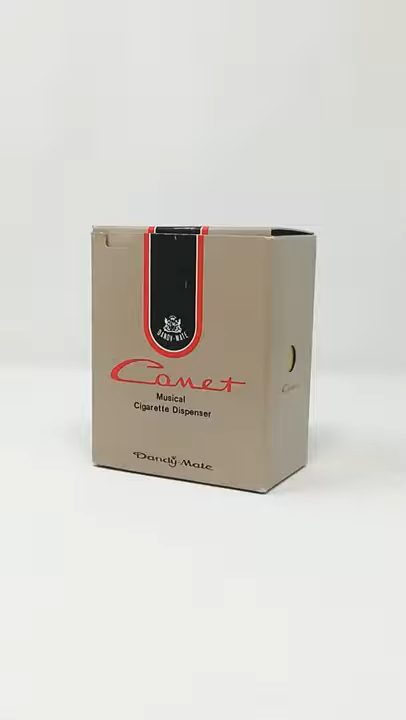 DANDY-MATE
Comet
Musical
Cigarette Dispenser
Dandy-Mate